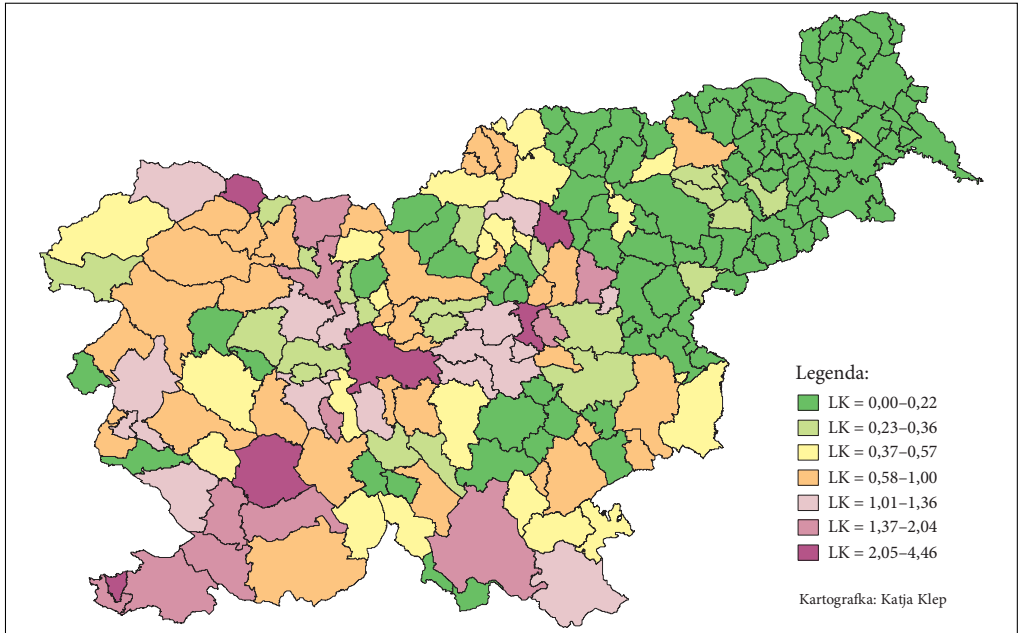 Legenda:
LK = 0,00–0,22
LK = 0,23–0,36
LK = 0,37–0,57
LK = 0,58–1,00
LK = 1,01–1,36
LK = 1,37–2,04
LK = 2,05–4,46
Kartografka: Katja Klep